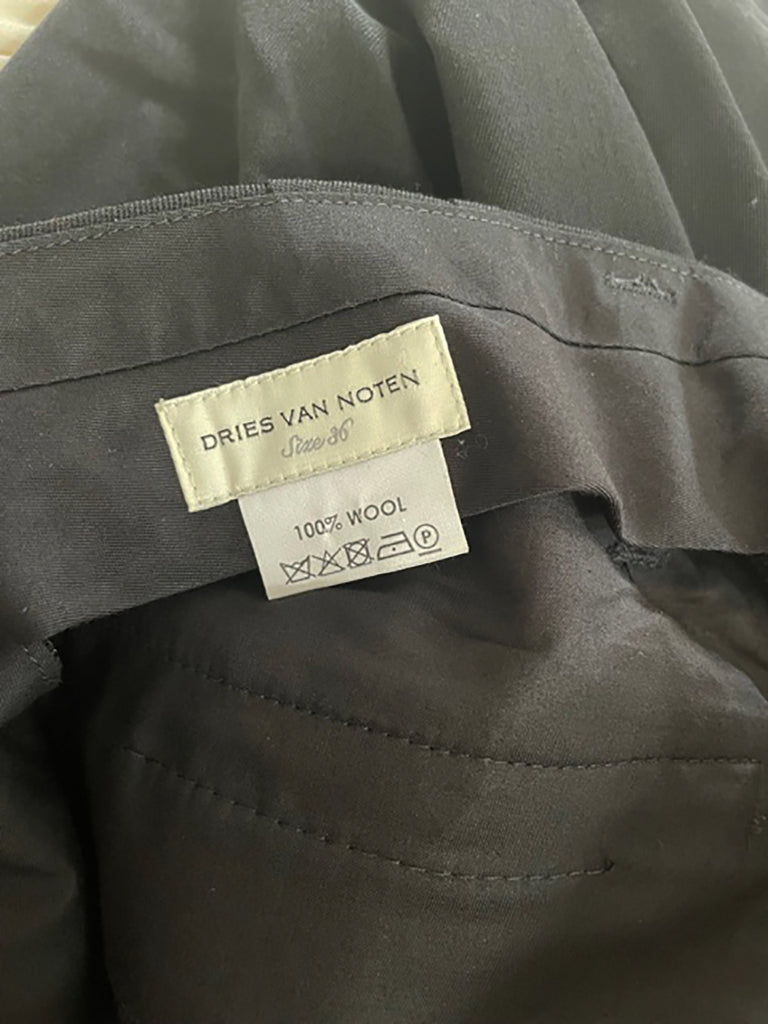 DRIES VAN NOTEN
Size 36
100% WOOL
P